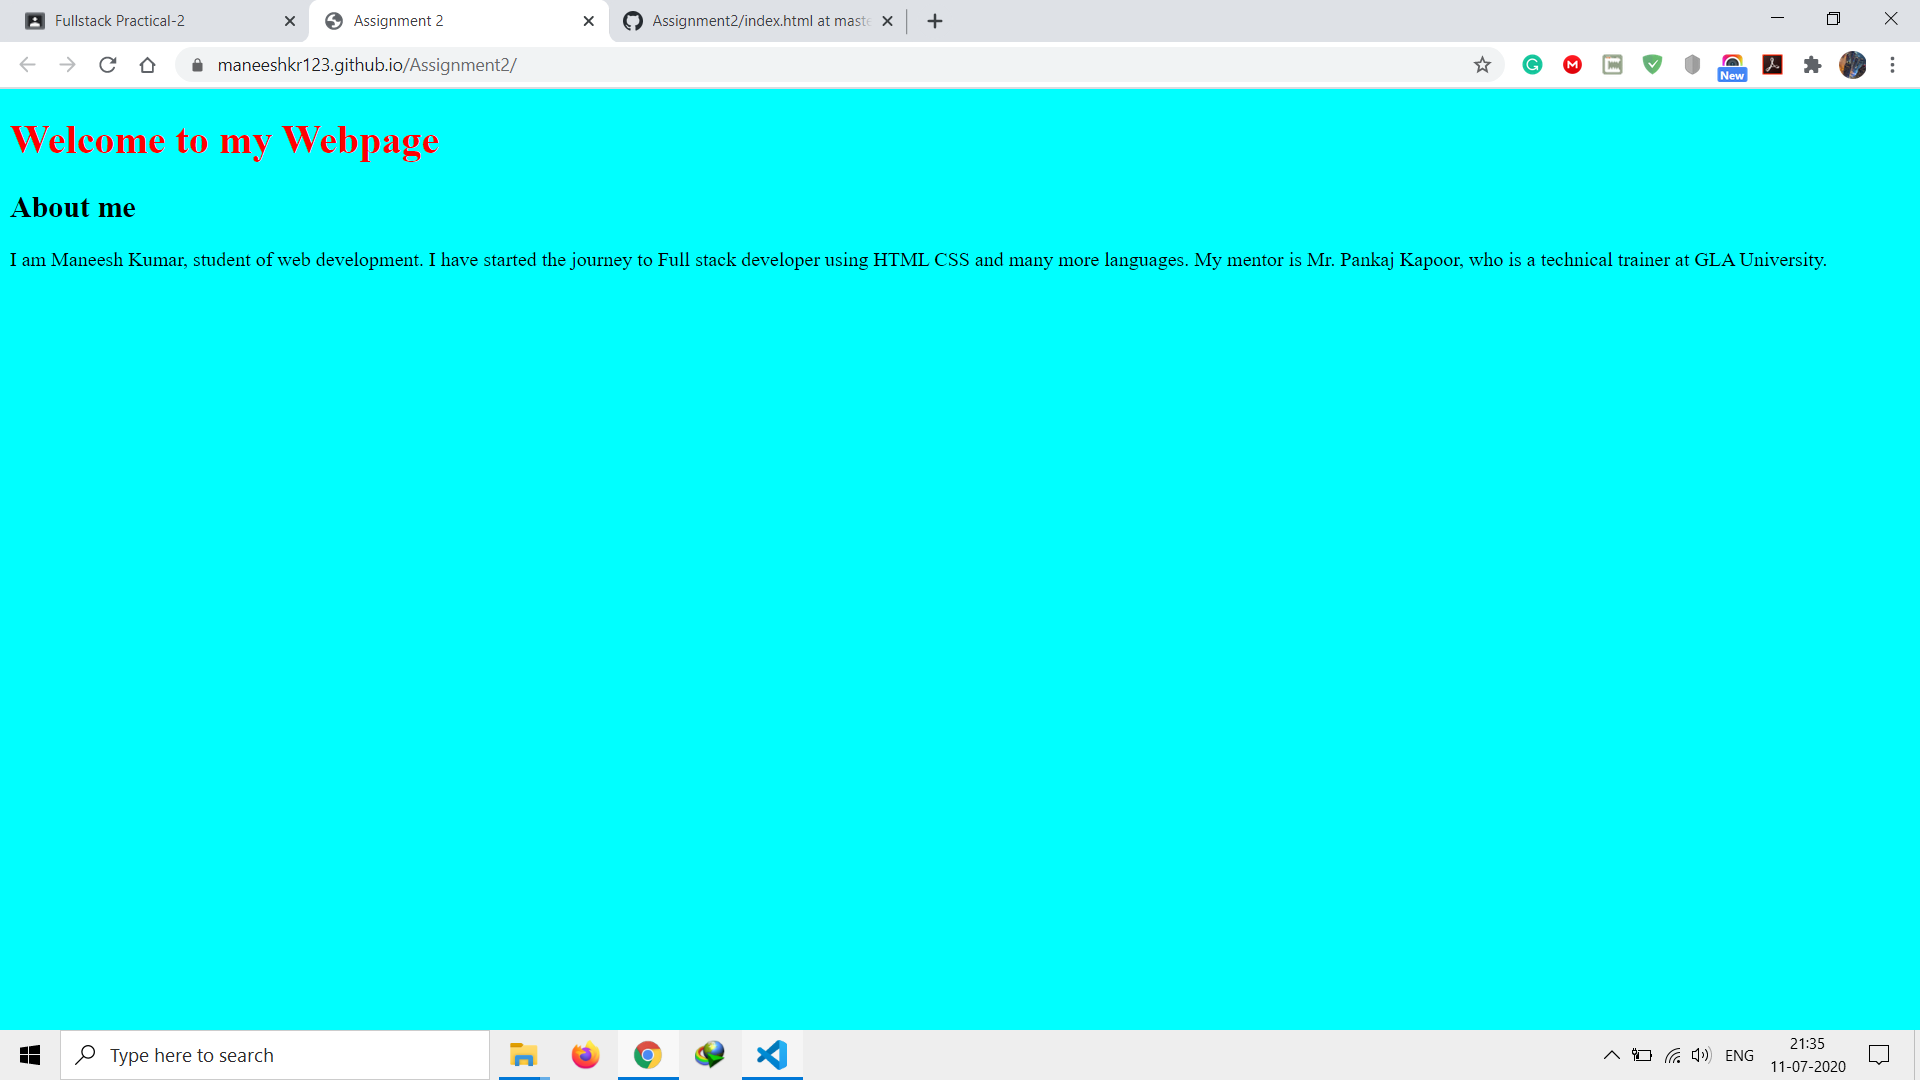 Fullstack Practical-2
Assignment 2
Assignment2/index.html at maste
maneeshkr123.github.io/Assignment2/
New
Welcome to my Webpage
About me
I am Maneesh Kumar, student of web development. I have started the journey to Full stack developer using HTML CSS and many more languages. My mentor is Mr. Pankaj Kapoor, who is a technical trainer at GLA University.
Type here to search
ENG
21:35
11-07-2020